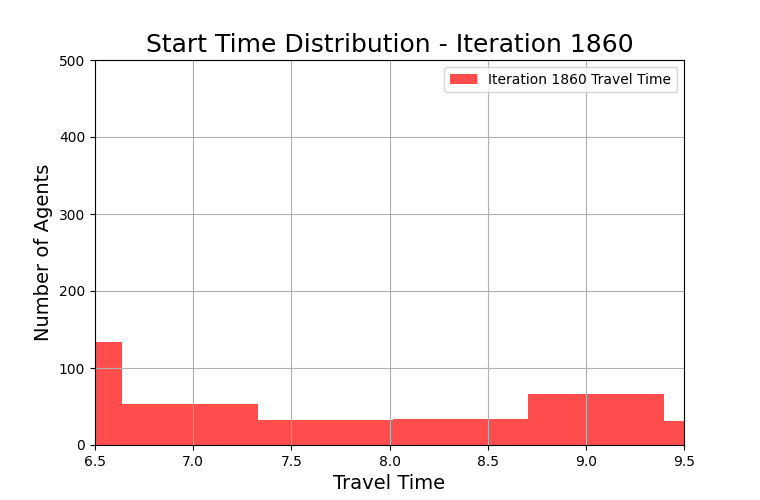 Start Time Distribution - Iteration 1860
500
400
300
200
100
0
Number of Agents
Iteration 1860 Travel Time
6.5 7.0 7.5 8.0 8.5 9.0 9.5
Travel Time